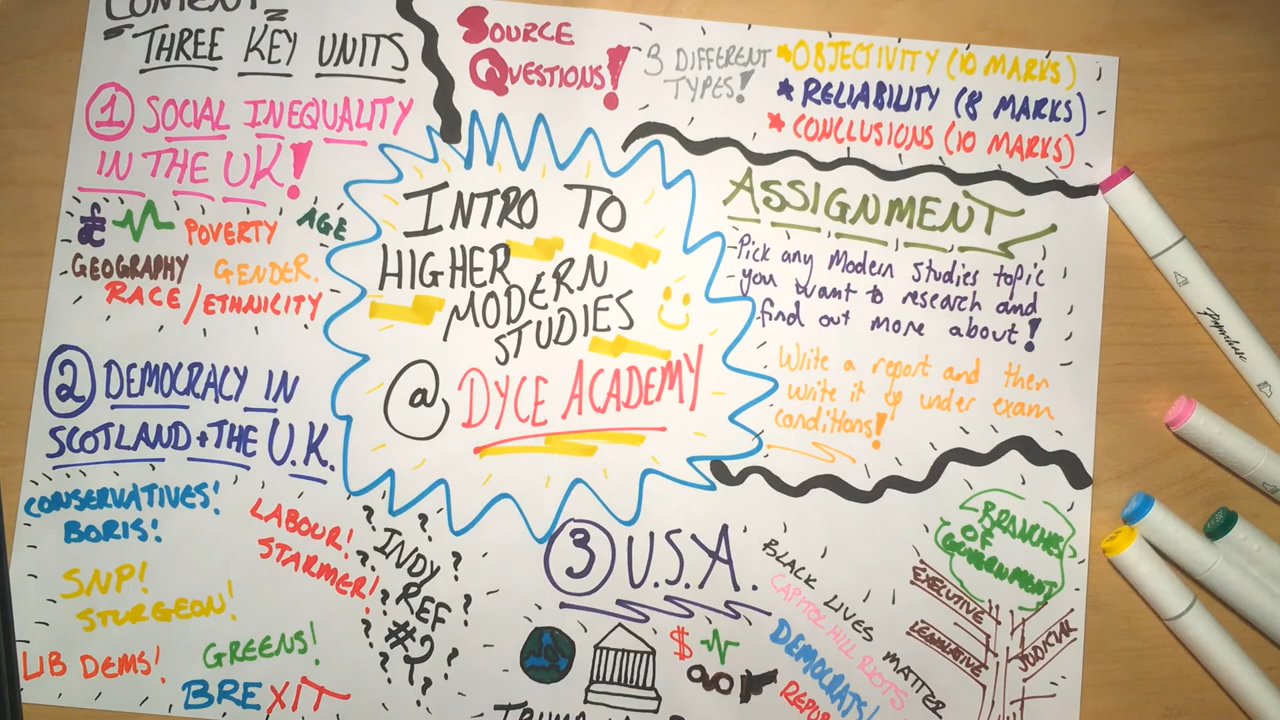 CONTENT =
THREE KEY UNITS
① SOCIAL INEQUALITY
IN THE UK!
£
POVERTY
AGE
GEOGRAPHY
GENDER.
RACE/ETHNICITY
② DEMOCRACY IN
SCOTLAND + THE U.K.
CONSERVATIVES!
BORIS!
LABOUR!
STARMER!
SNP!
STURGEON!
LIB DEMS!
GREENS!
BREXIT
? INDY ?
REF
#2
SOURCE
QUESTIONS!
3 DIFFERENT
TYPES!
* OBJECTIVITY (10 MARKS)
* RELIABILITY (8 MARKS)
* CONCLUSIONS (10 MARKS)
INTRO TO
HIGHER
MODERN
STUDIES
@ DYCE ACADEMY
ASSIGNMENT
- Pick any Modern Studies topic
you want to research and
find out more about!
Write a report and then
write it up under exam
conditions!
③ U.S.A.
$
BLACK LIVES MATTER
CAPITOL HILL RIOTS
DEMOCRATS!
BRANCHES
OF
GOVERNMENT
EXECUTIVE
LEGISLATIVE
JUDICIAL
Paperchase